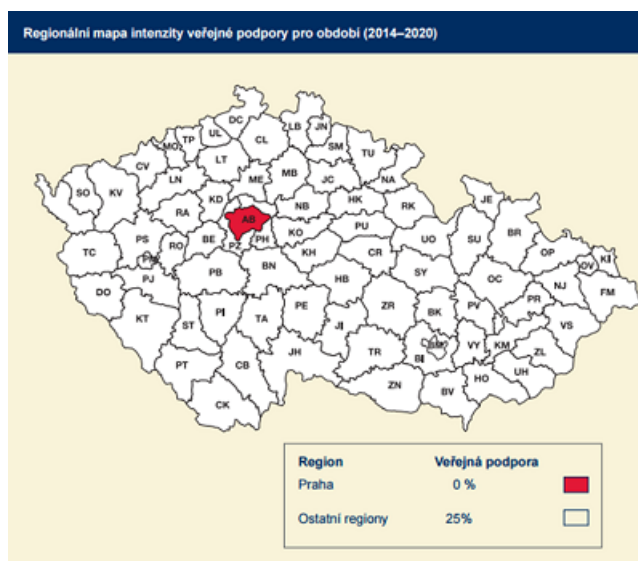 Regionální mapa intenzity veřejné podpory pro období (2014–2020)
DC
LB
JN
UL
TP
CL
SM
MO
TU
CV
LT
LN
ME
MB
JC
NA
SO
KV
RA
KD
NB
HK
RK
JE
AB
BR
TC
PS
RO
BE
PZ
PH
KO
PU
UO
SU
OP
KI
OV
PJ
PB
BN
KH
CR
SY
OC
NJ
FM
DO
HB
PR
KT
ST
PI
TA
PE
JI
ZR
BK
PV
VS
PT
CB
JH
TR
BI
VY
KM
ZL
CK
ZN
BV
HO
UH
Region Veřejná podpora
Praha 0 %
Ostatní regiony 25%